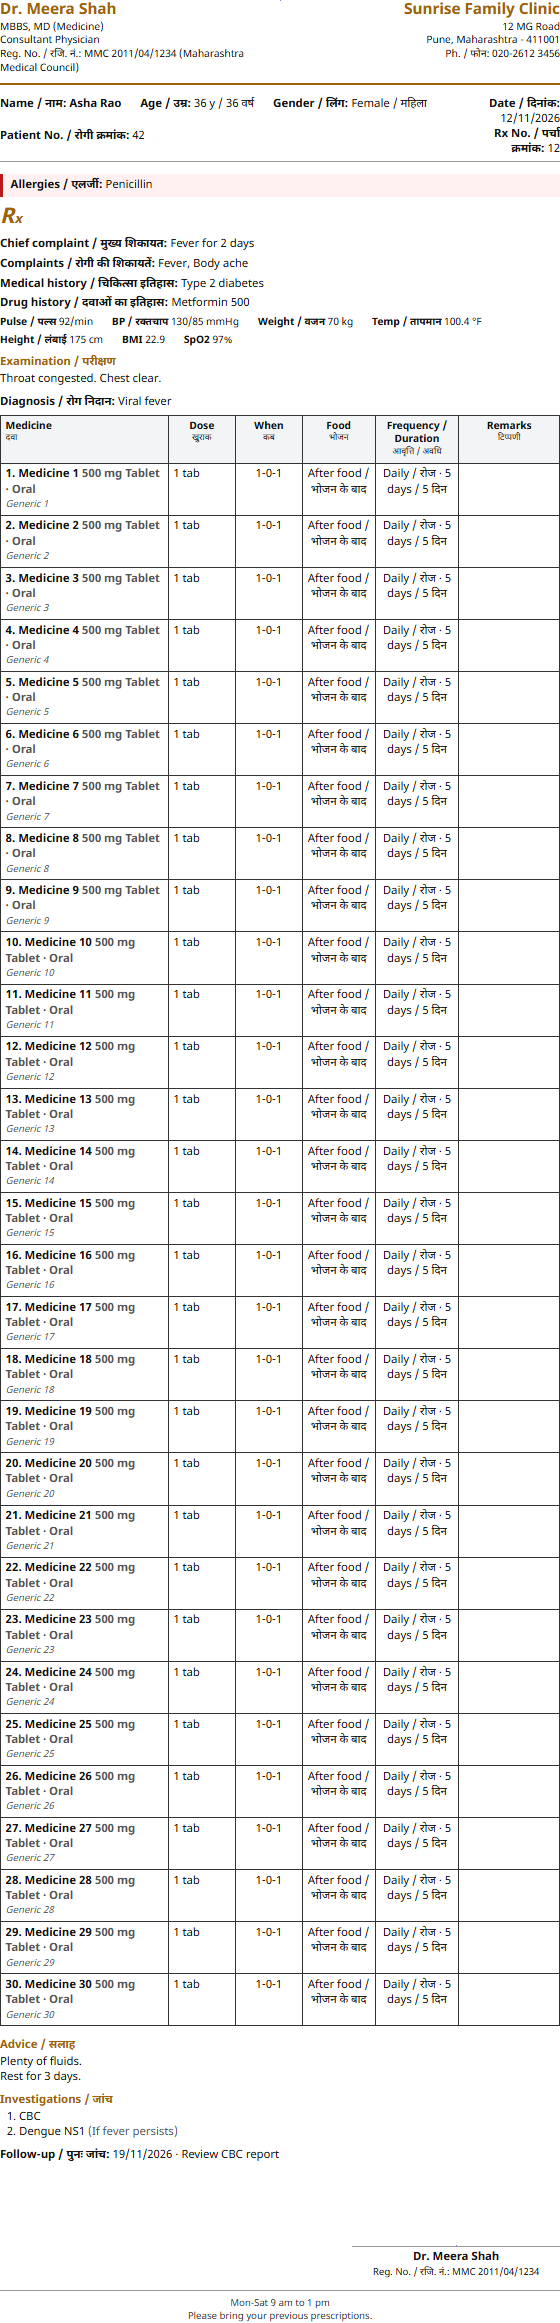 Dr. Meera Shah
MBBS, MD (Medicine)
Consultant Physician
Reg. No. / रजि. नं.: MMC 2011/04/1234 (Maharashtra
Medical Council)
Sunrise Family Clinic
12 MG Road
Pune, Maharashtra - 411001
Ph. / फोन: 020-2612 3456
Name / नाम: Asha Rao Age / उम्र: 36 y / 36 वर्ष Gender / लिंग: Female / महिला
Patient No. / रोगी क्रमांक: 42
Date / दिनांक:
12/11/2026
Rx No. / पर्चा
क्रमांक: 12
Allergies / एलर्जी: Penicillin
Rx
Chief complaint / मुख्य शिकायत: Fever for 2 days
Complaints / रोगी की शिकायतें: Fever, Body ache
Medical history / चिकित्सा इतिहास: Type 2 diabetes
Drug history / दवाओं का इतिहास: Metformin 500
Pulse / पल्स 92/min BP / रक्तचाप 130/85 mmHg Weight / वजन 70 kg Temp / तापमान 100.4 °F
Height / लंबाई 175 cm BMI 22.9 SpO2 97%
Examination / परीक्षण
Throat congested. Chest clear.
Diagnosis / रोग निदान: Viral fever
Medicine Dose When Food Frequency / Duration Remarks
दवा खुराक कब भोजन आवृत्ति / अवधि टिप्पणी
1. Medicine 1 500 mg Tablet 1 tab 1-0-1 After food / Daily / रोज · 5
· Oral भोजन के बाद days / 5 दिन
Generic 1
2. Medicine 2 500 mg Tablet 1 tab 1-0-1 After food / Daily / रोज · 5
· Oral भोजन के बाद days / 5 दिन
Generic 2
3. Medicine 3 500 mg Tablet 1 tab 1-0-1 After food / Daily / रोज · 5
· Oral भोजन के बाद days / 5 दिन
Generic 3
4. Medicine 4 500 mg Tablet 1 tab 1-0-1 After food / Daily / रोज · 5
· Oral भोजन के बाद days / 5 दिन
Generic 4
5. Medicine 5 500 mg Tablet 1 tab 1-0-1 After food / Daily / रोज · 5
· Oral भोजन के बाद days / 5 दिन
Generic 5
6. Medicine 6 500 mg Tablet 1 tab 1-0-1 After food / Daily / रोज · 5
· Oral भोजन के बाद days / 5 दिन
Generic 6
7. Medicine 7 500 mg Tablet 1 tab 1-0-1 After food / Daily / रोज · 5
· Oral भोजन के बाद days / 5 दिन
Generic 7
8. Medicine 8 500 mg Tablet 1 tab 1-0-1 After food / Daily / रोज · 5
· Oral भोजन के बाद days / 5 दिन
Generic 8
9. Medicine 9 500 mg Tablet 1 tab 1-0-1 After food / Daily / रोज · 5
· Oral भोजन के बाद days / 5 दिन
Generic 9
10. Medicine 10 500 mg 1 tab 1-0-1 After food / Daily / रोज · 5
Tablet · Oral भोजन के बाद days / 5 दिन
Generic 10
11. Medicine 11 500 mg 1 tab 1-0-1 After food / Daily / रोज · 5
Tablet · Oral भोजन के बाद days / 5 दिन
Generic 11
12. Medicine 12 500 mg 1 tab 1-0-1 After food / Daily / रोज · 5
Tablet · Oral भोजन के बाद days / 5 दिन
Generic 12
13. Medicine 13 500 mg 1 tab 1-0-1 After food / Daily / रोज · 5
Tablet · Oral भोजन के बाद days / 5 दिन
Generic 13
14. Medicine 14 500 mg 1 tab 1-0-1 After food / Daily / रोज · 5
Tablet · Oral भोजन के बाद days / 5 दिन
Generic 14
15. Medicine 15 500 mg 1 tab 1-0-1 After food / Daily / रोज · 5
Tablet · Oral भोजन के बाद days / 5 दिन
Generic 15
16. Medicine 16 500 mg 1 tab 1-0-1 After food / Daily / रोज · 5
Tablet · Oral भोजन के बाद days / 5 दिन
Generic 16
17. Medicine 17 500 mg 1 tab 1-0-1 After food / Daily / रोज · 5
Tablet · Oral भोजन के बाद days / 5 दिन
Generic 17
18. Medicine 18 500 mg 1 tab 1-0-1 After food / Daily / रोज · 5
Tablet · Oral भोजन के बाद days / 5 दिन
Generic 18
19. Medicine 19 500 mg 1 tab 1-0-1 After food / Daily / रोज · 5
Tablet · Oral भोजन के बाद days / 5 दिन
Generic 19
20. Medicine 20 500 mg 1 tab 1-0-1 After food / Daily / रोज · 5
Tablet · Oral भोजन के बाद days / 5 दिन
Generic 20
21. Medicine 21 500 mg 1 tab 1-0-1 After food / Daily / रोज · 5
Tablet · Oral भोजन के बाद days / 5 दिन
Generic 21
22. Medicine 22 500 mg 1 tab 1-0-1 After food / Daily / रोज · 5
Tablet · Oral भोजन के बाद days / 5 दिन
Generic 22
23. Medicine 23 500 mg 1 tab 1-0-1 After food / Daily / रोज · 5
Tablet · Oral भोजन के बाद days / 5 दिन
Generic 23
24. Medicine 24 500 mg 1 tab 1-0-1 After food / Daily / रोज · 5
Tablet · Oral भोजन के बाद days / 5 दिन
Generic 24
25. Medicine 25 500 mg 1 tab 1-0-1 After food / Daily / रोज · 5
Tablet · Oral भोजन के बाद days / 5 दिन
Generic 25
26. Medicine 26 500 mg 1 tab 1-0-1 After food / Daily / रोज · 5
Tablet · Oral भोजन के बाद days / 5 दिन
Generic 26
27. Medicine 27 500 mg 1 tab 1-0-1 After food / Daily / रोज · 5
Tablet · Oral भोजन के बाद days / 5 दिन
Generic 27
28. Medicine 28 500 mg 1 tab 1-0-1 After food / Daily / रोज · 5
Tablet · Oral भोजन के बाद days / 5 दिन
Generic 28
29. Medicine 29 500 mg 1 tab 1-0-1 After food / Daily / रोज · 5
Tablet · Oral भोजन के बाद days / 5 दिन
Generic 29
30. Medicine 30 500 mg 1 tab 1-0-1 After food / Daily / रोज · 5
Tablet · Oral भोजन के बाद days / 5 दिन
Generic 30
Advice / सलाह
Plenty of fluids.
Rest for 3 days.
Investigations / जांच
1. CBC
2. Dengue NS1 (If fever persists)
Follow-up / पुनः जांच: 19/11/2026 · Review CBC report
Dr. Meera Shah
Reg. No. / रजि. नं.: MMC 2011/04/1234
Mon-Sat 9 am to 1 pm
Please bring your previous prescriptions.